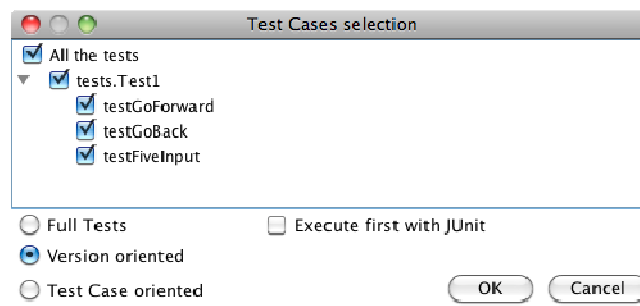 Test Cases selection
All the tests
tests.Test1
testGoForward
testGoBack
testFiveInput
Full Tests
Execute first with JUnit
Version oriented
Test Case oriented
OK
Cancel